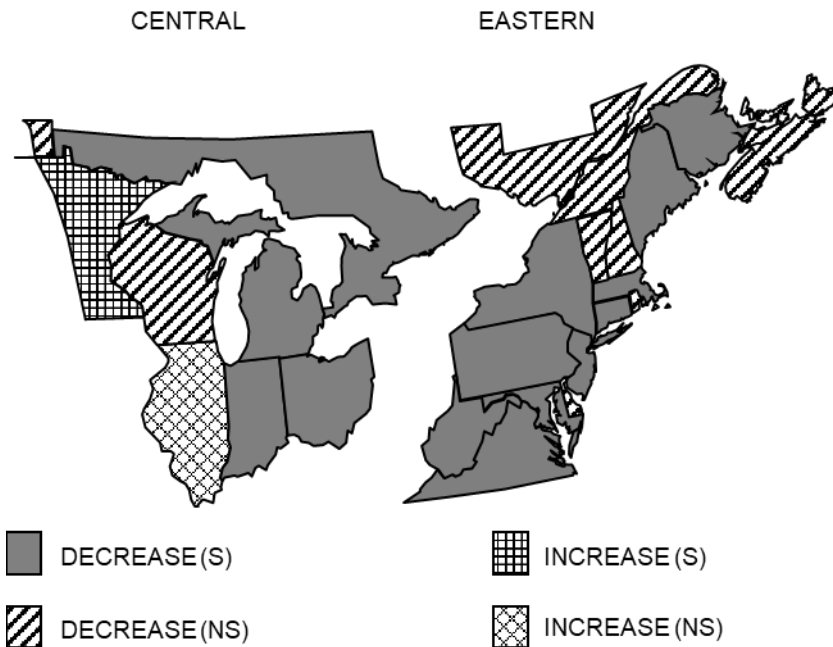 CENTRAL EASTERN
DECREASE (S) INCREASE (S)
DECREASE (NS) INCREASE (NS)